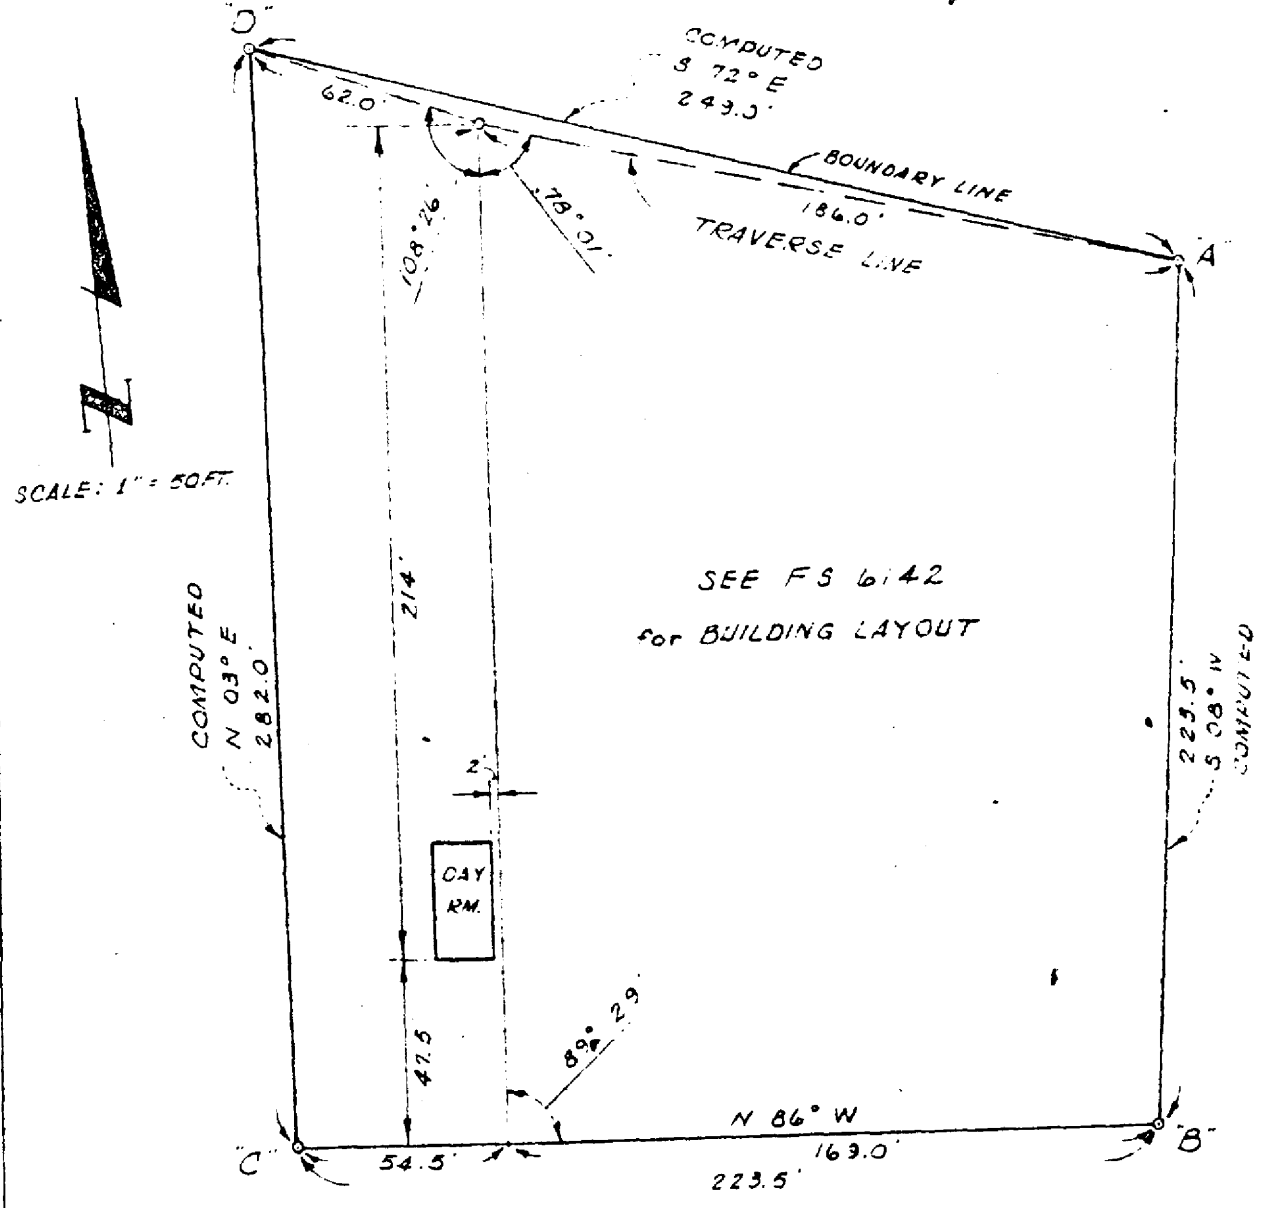 "D"
COMPUTED
S 72° E
249.0'
62.0'
BOUNDARY LINE
186.0'
TRAVERSE LINE
"A"
108° 26'
78° 01'
N
SCALE: 1" = 50 FT.
214'
SEE FS 6:42
for BUILDING LAYOUT
COMPUTED
N 03° E
282.0'
223.5'
S 08° W
COMPUTED
2'
DAY
RM.
47.5
89° 29'
N 86° W
"B"
"C"
54.5'
169.0'
223.5'